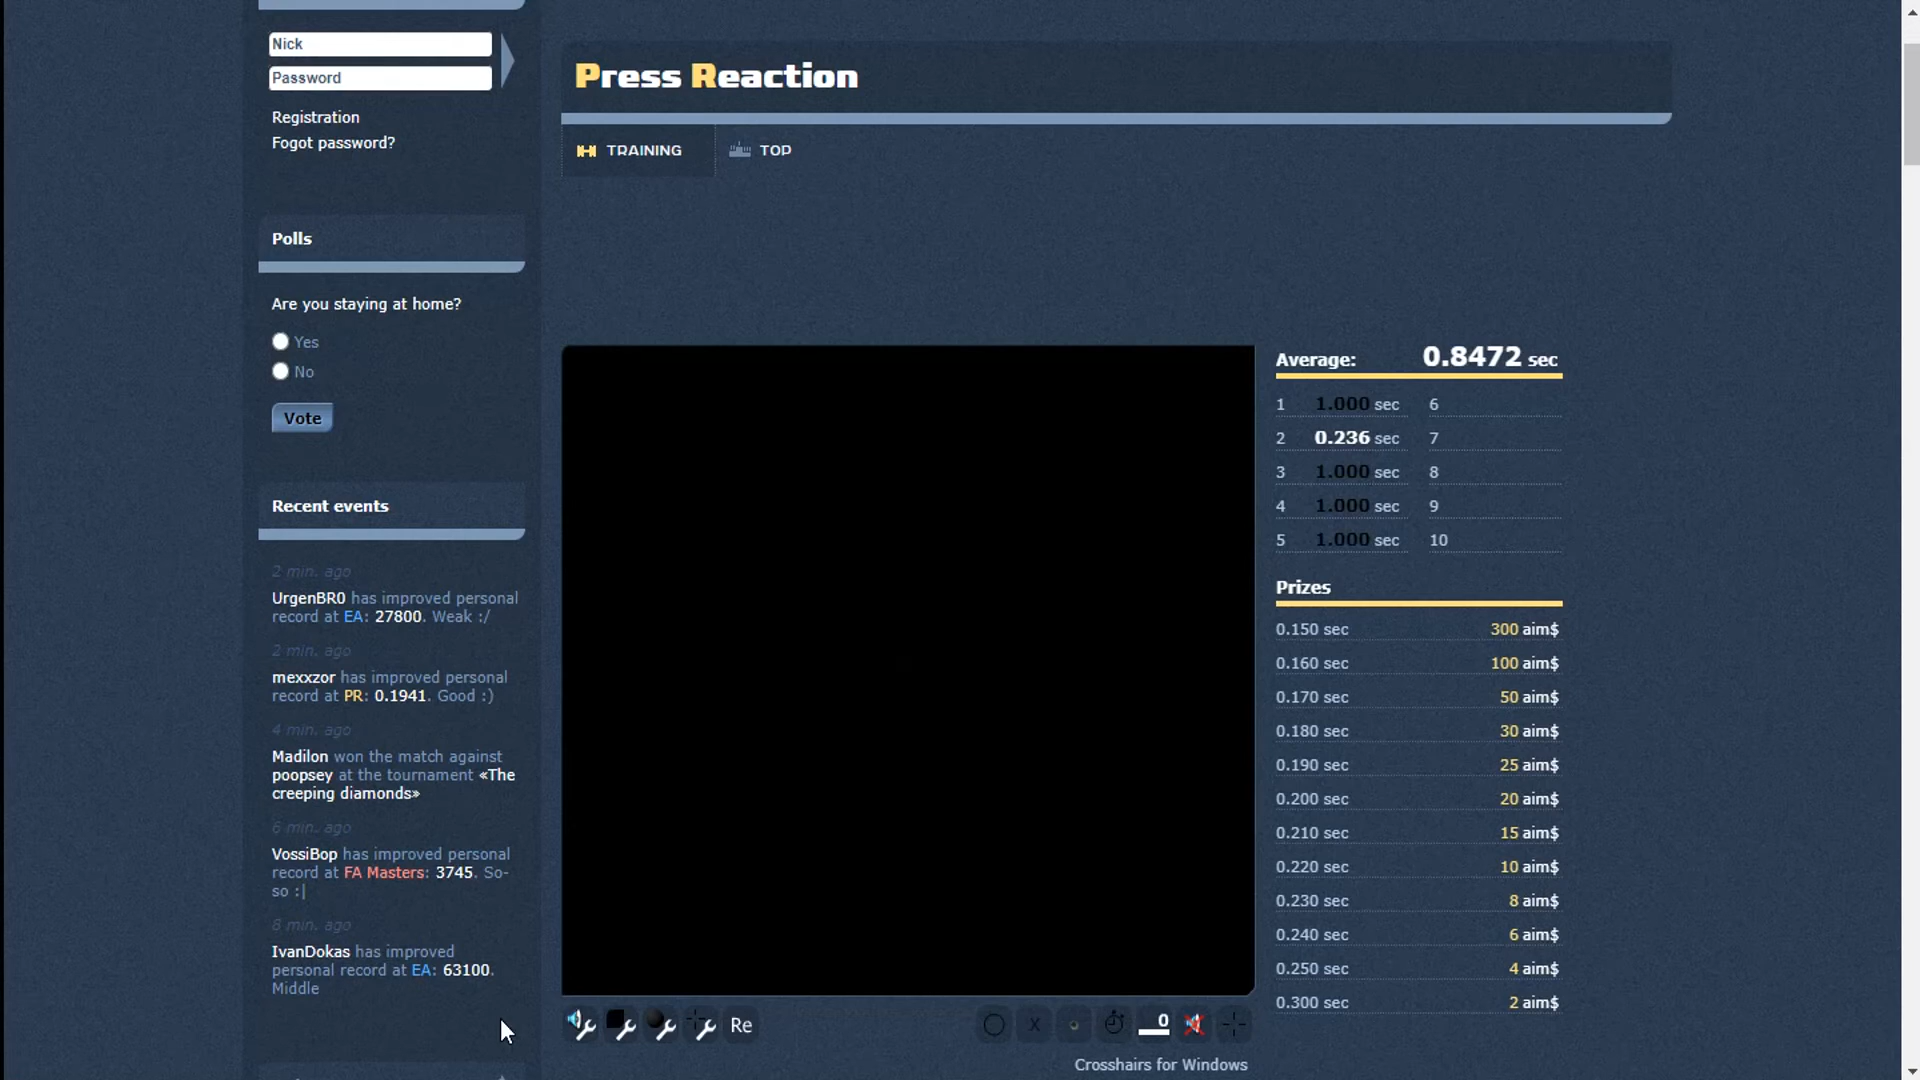 Nick
Password
Registration
Fogot password?
Polls
Are you staying at home?
Yes
No
Vote
Recent events
2 min. ago
UrgenBR0 has improved personal
record at EA: 27800. Weak :/
2 min. ago
mexxzor has improved personal
record at PR: 0.1941. Good :)
4 min. ago
Madilon won the match against
poopsey at the tournament «The
creeping diamonds»
6 min. ago
VossiBop has improved personal
record at FA Masters: 3745. So-
so :|
8 min. ago
IvanDokas has improved
personal record at EA: 63100.
Middle
Press Reaction
TRAINING TOP
Re
X
0
Crosshairs for Windows
Average: 0.8472 sec
1 1.000 sec 6
2 0.236 sec 7
3 1.000 sec 8
4 1.000 sec 9
5 1.000 sec 10
Prizes
0.150 sec 300 aim$
0.160 sec 100 aim$
0.170 sec 50 aim$
0.180 sec 30 aim$
0.190 sec 25 aim$
0.200 sec 20 aim$
0.210 sec 15 aim$
0.220 sec 10 aim$
0.230 sec 8 aim$
0.240 sec 6 aim$
0.250 sec 4 aim$
0.300 sec 2 aim$